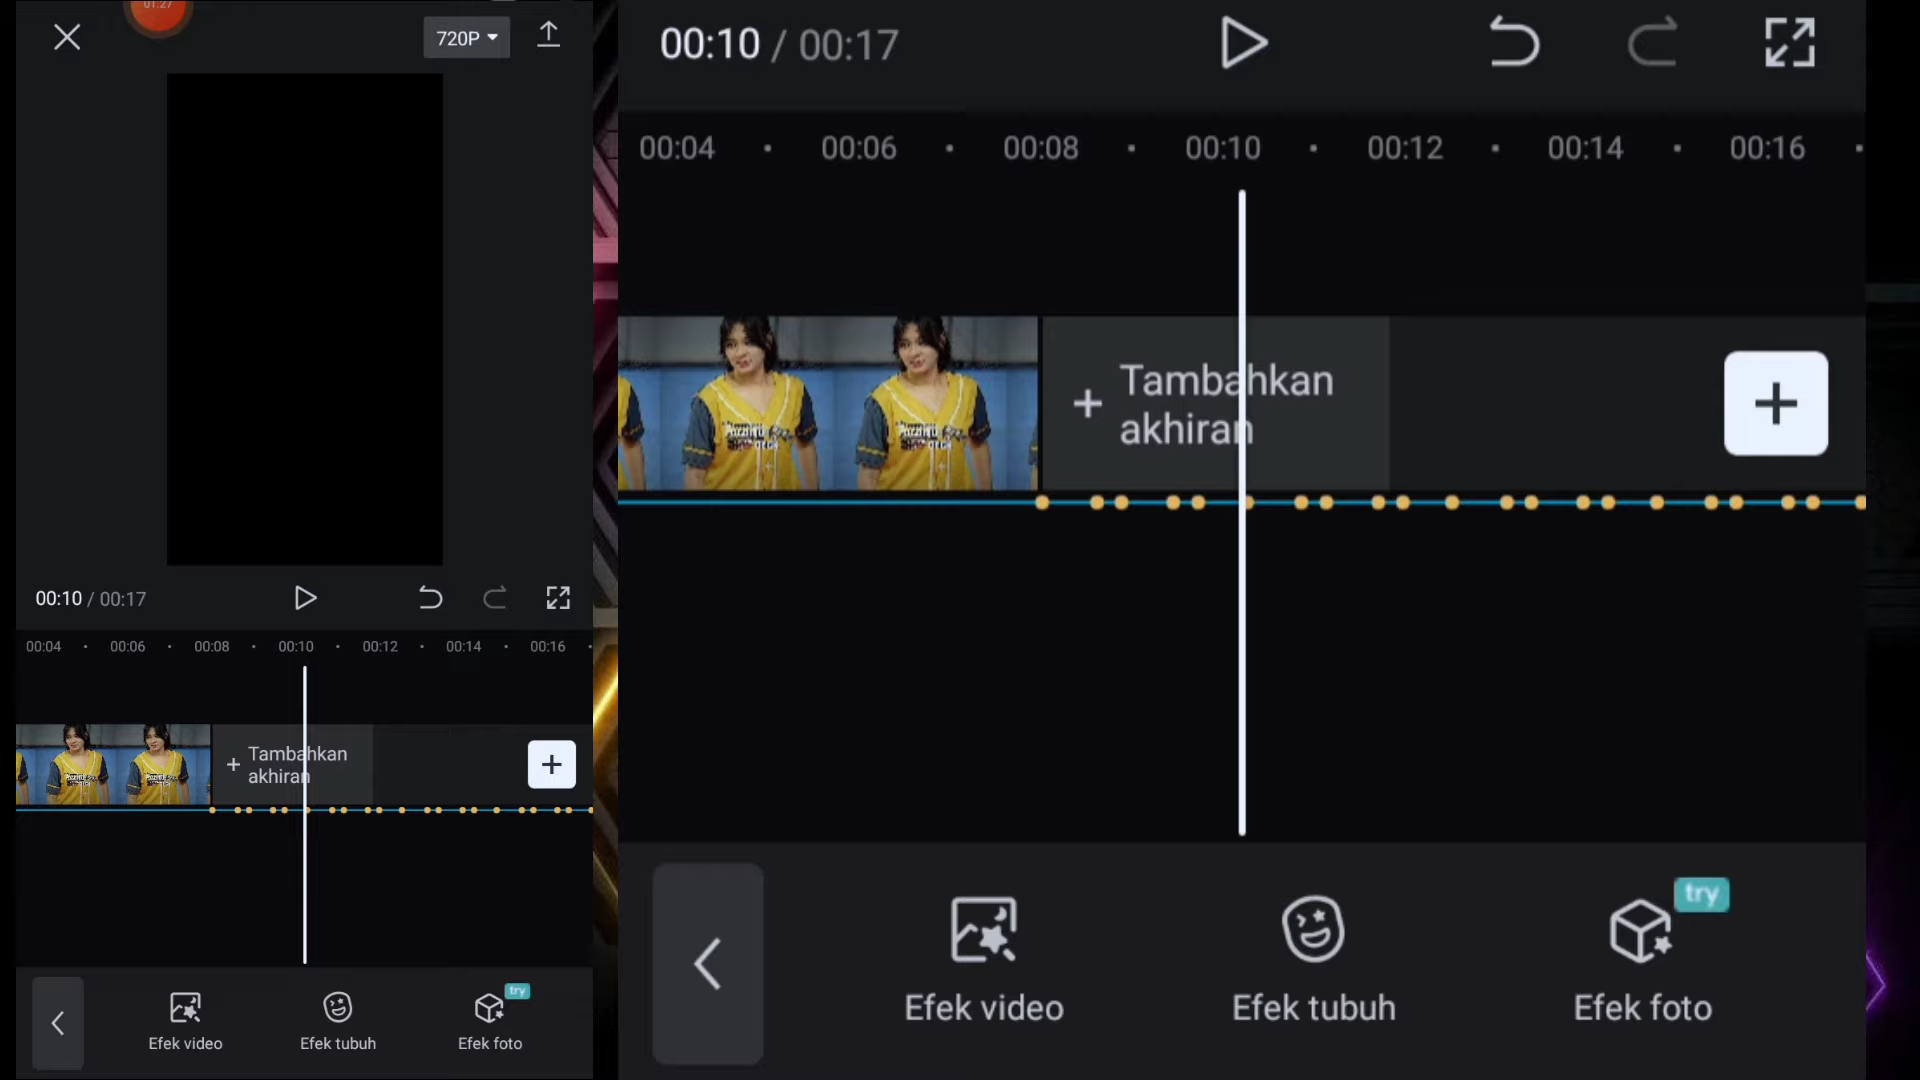 01:27
720P
00:10 / 00:17
00:04 00:06 00:08 00:10 00:12 00:14 00:16
+ Tambahkan
akhiran
+
try
Efek video Efek tubuh Efek foto
00:10 / 00:17
00:04 00:06 00:08 00:10 00:12 00:14 00:16
+ Tambahkan
akhiran
+
try
Efek video Efek tubuh Efek foto